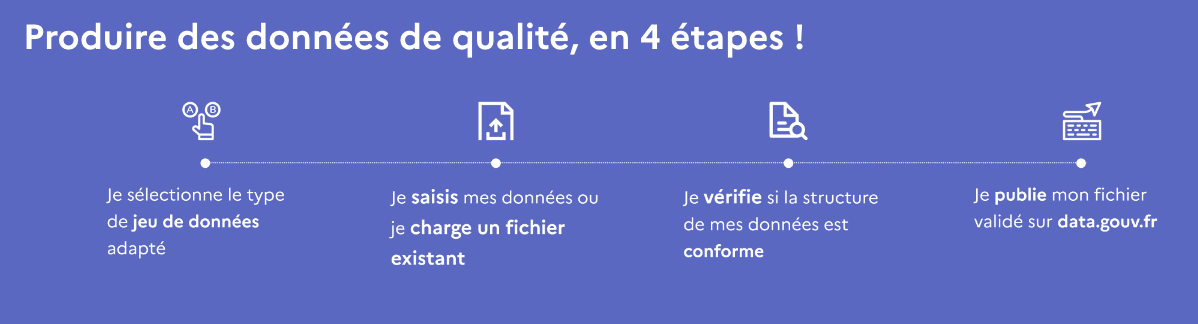 Produire des données de qualité, en 4 étapes !
A B
Je sélectionne le type
de jeu de données
adapté
Je saisis mes données ou
je charge un fichier
existant
Je vérifie si la structure
de mes données est
conforme
Je publie mon fichier
validé sur data.gouv.fr